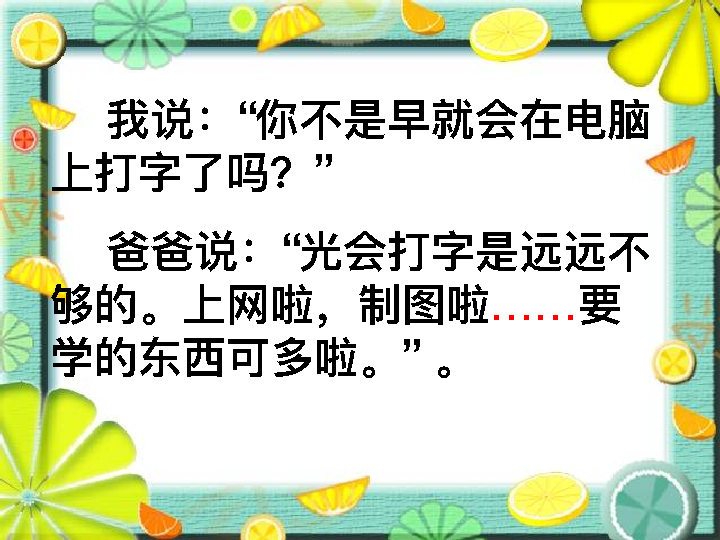 我说：“你不是早就会在电脑
上打字了吗？”
爸爸说：“光会打字是远远不
够的。上网啦，制图啦……要
学的东西可多啦。”。